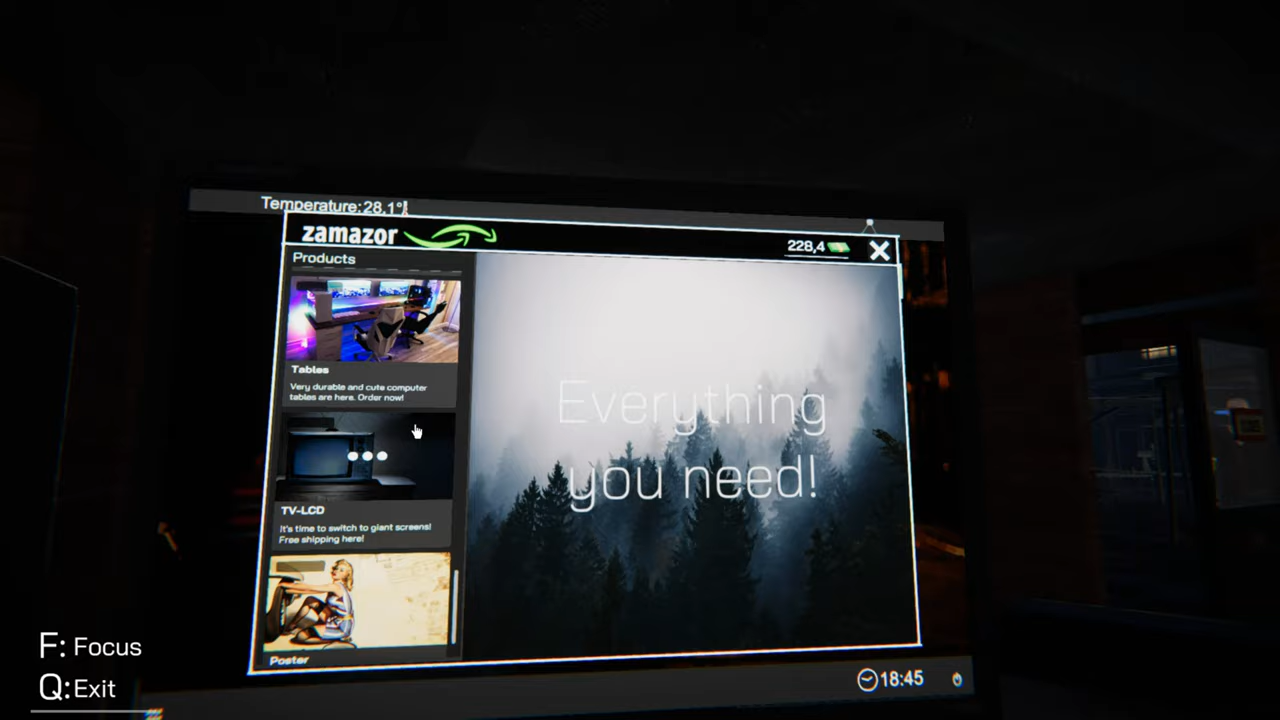 Temperature:28,1°
zamazor
228,4
Products
Tables
Very durable and cute computer
tables are here. Order now!
TV-LCD
It's time to switch to giant screens!
Free shipping here!
Poster
Everything
you need!
F: Focus
Q:Exit
18:45